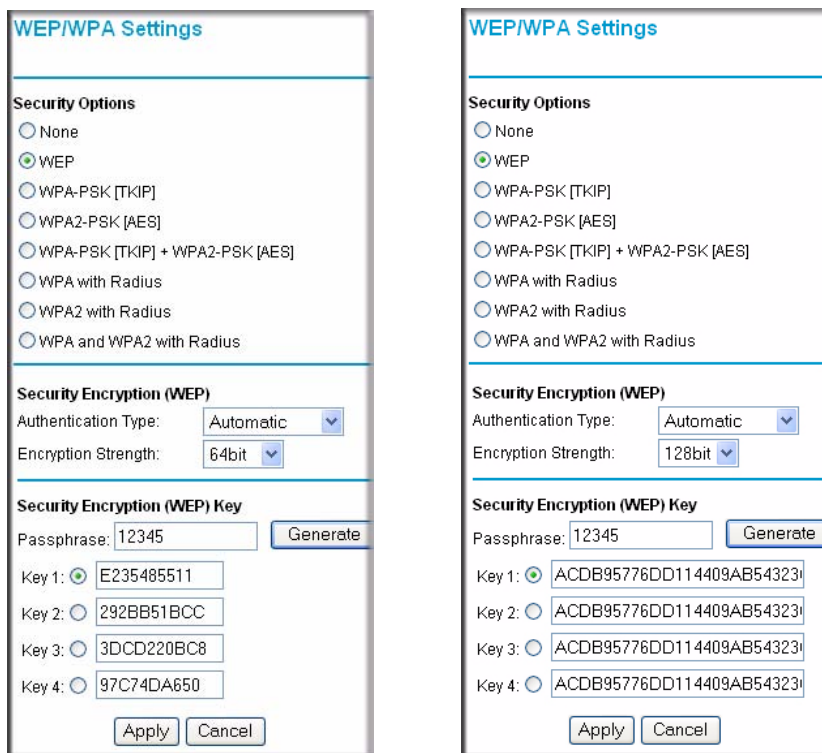 WEP/WPA Settings
Security Options
None
WEP
WPA-PSK [TKIP]
WPA2-PSK [AES]
WPA-PSK [TKIP] + WPA2-PSK [AES]
WPA with Radius
WPA2 with Radius
WPA and WPA2 with Radius
Security Encryption (WEP)
Authentication Type: Automatic
Encryption Strength: 64bit
Security Encryption (WEP) Key
Passphrase: 12345 Generate
Key 1: E235485511
Key 2: 292BB51BCC
Key 3: 3DCD220BC8
Key 4: 97C74DA650
Apply Cancel
WEP/WPA Settings
Security Options
None
WEP
WPA-PSK [TKIP]
WPA2-PSK [AES]
WPA-PSK [TKIP] + WPA2-PSK [AES]
WPA with Radius
WPA2 with Radius
WPA and WPA2 with Radius
Security Encryption (WEP)
Authentication Type: Automatic
Encryption Strength: 128bit
Security Encryption (WEP) Key
Passphrase: 12345 Generate
Key 1: ACDB95776DD114409AB54323
Key 2: ACDB95776DD114409AB54323
Key 3: ACDB95776DD114409AB54323
Key 4: ACDB95776DD114409AB54323
Apply Cancel